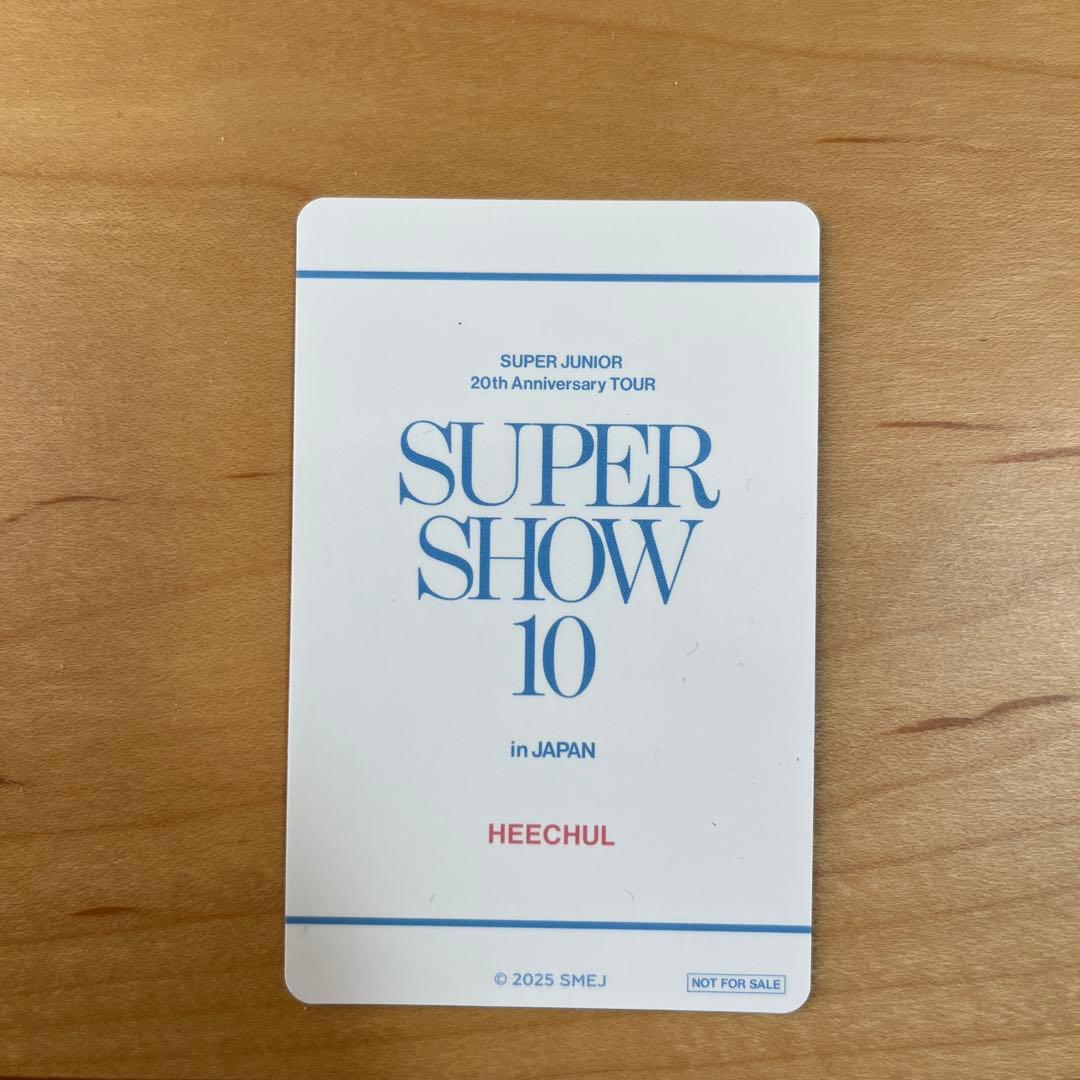 SUPER JUNIOR
20th Anniversary TOUR
SUPER
SHOW
10
in JAPAN
HEECHUL
© 2025 SMEJ
NOT FOR SALE